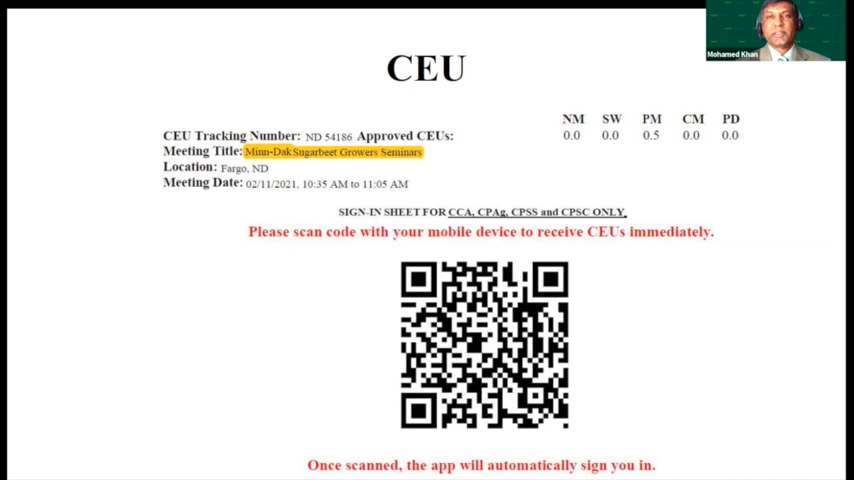 Mohamed Khan
CEU
NM SW PM CM PD
CEU Tracking Number: ND 54186 Approved CEUs: 0.0 0.0 0.5 0.0 0.0
Meeting Title: Minn-Dak Sugarbeet Growers Seminars
Location: Fargo, ND
Meeting Date: 02/11/2021, 10:35 AM to 11:05 AM
SIGN-IN SHEET FOR CCA, CPAg, CPSS and CPSC ONLY.
Please scan code with your mobile device to receive CEUs immediately.
Once scanned, the app will automatically sign you in.